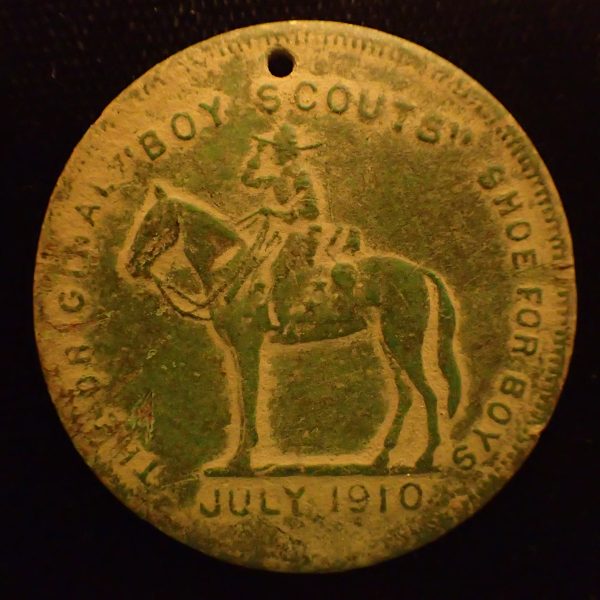 THE ORIGINAL "BOY SCOUTS" SHOE FOR BOYS
JULY 1910